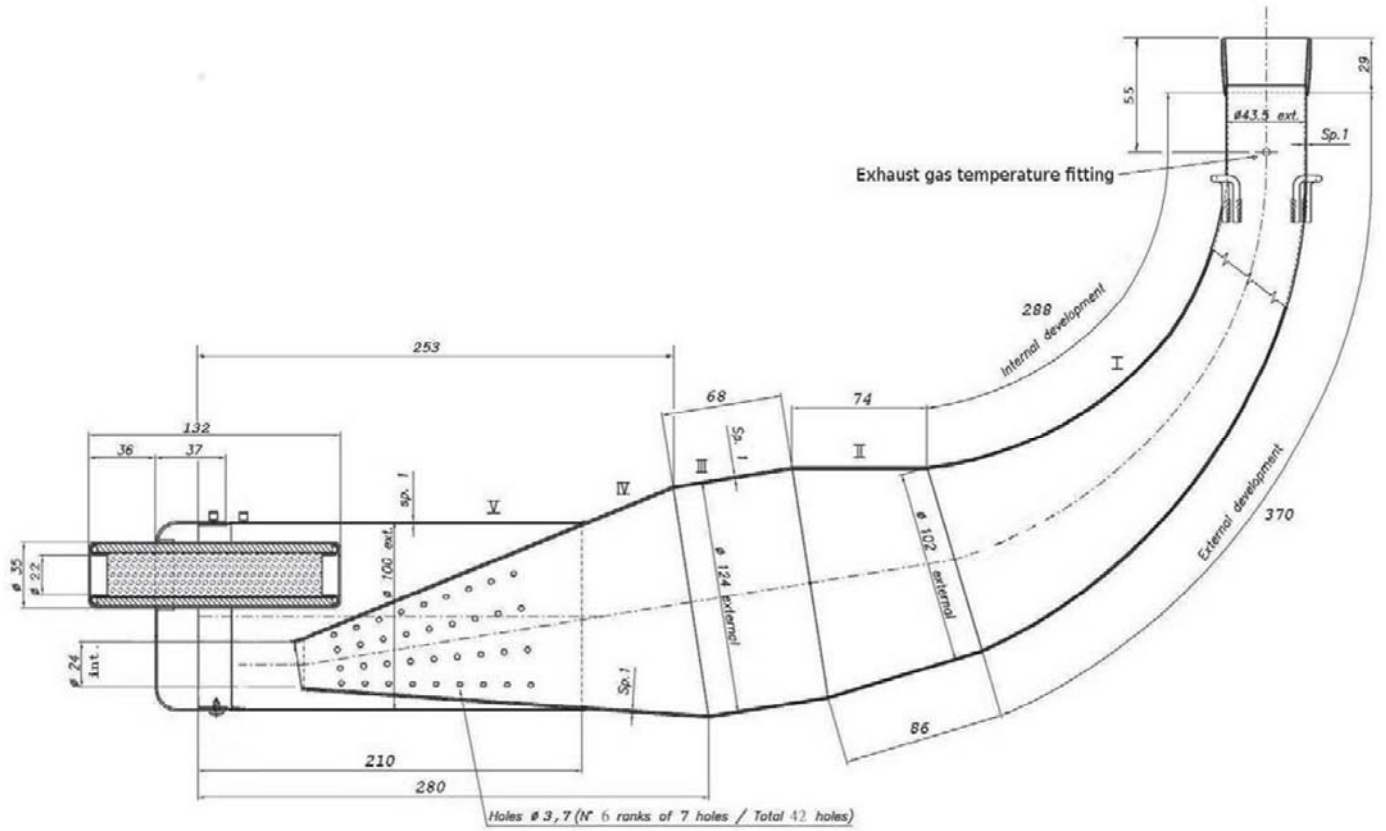 29
55
Ø43.5 ext.
Sp.1
Exhaust gas temperature fitting
288
Internal development
I
253
68
74
132
Sp. 1
36
37
III
II
IV
sp. 1
V
External development
370
Ø 35
Ø 22
Ø 100 ext.
Ø 102
external
Ø 124 external
Ø 24
int.
Sp.1
86
210
280
Holes Ø 3,7 (N° 6 ranks of 7 holes / Total 42 holes)